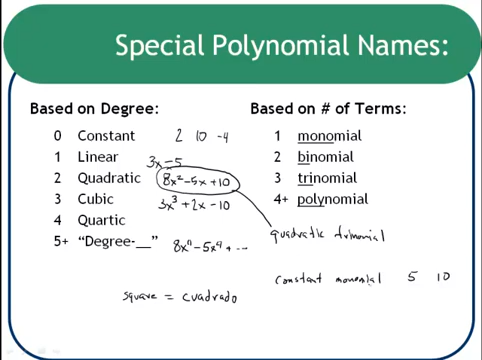 Special Polynomial Names:
Based on Degree:
0 Constant 2 10 -4
1 Linear 3x-5
2 Quadratic 8x²-5x+10
3 Cubic 3x³+2x-10
4 Quartic
5+ "Degree-__" 8x¹¹-5x⁹+...
square = cuadrado
Based on # of Terms:
1 monomial
2 binomial
3 trinomial
4+ polynomial
quadratic trinomial
constant monomial 5 10